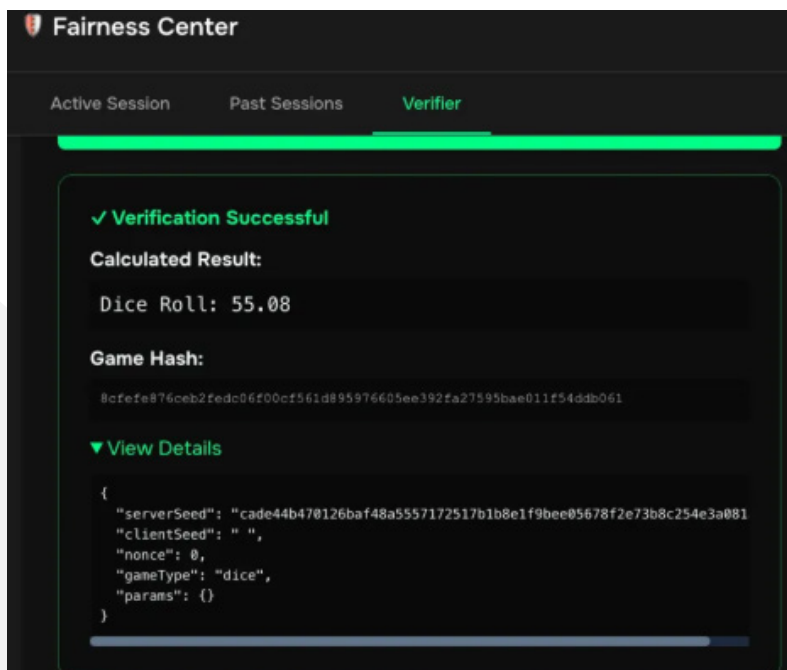 Fairness Center
Active Session Past Sessions Verifier
✓ Verification Successful
Calculated Result:
Dice Roll: 55.08
Game Hash:
8cfefe876ceb2fedc06f00cf561d895976605ee392fa27595bae011f54ddb061
▼ View Details
{
"serverSeed": "cade44b470126baf48a5557172517b1b8e1f9bee05678f2e73b8c254e3a081
"clientSeed": " ",
"nonce": 0,
"gameType": "dice",
"params": {}
}